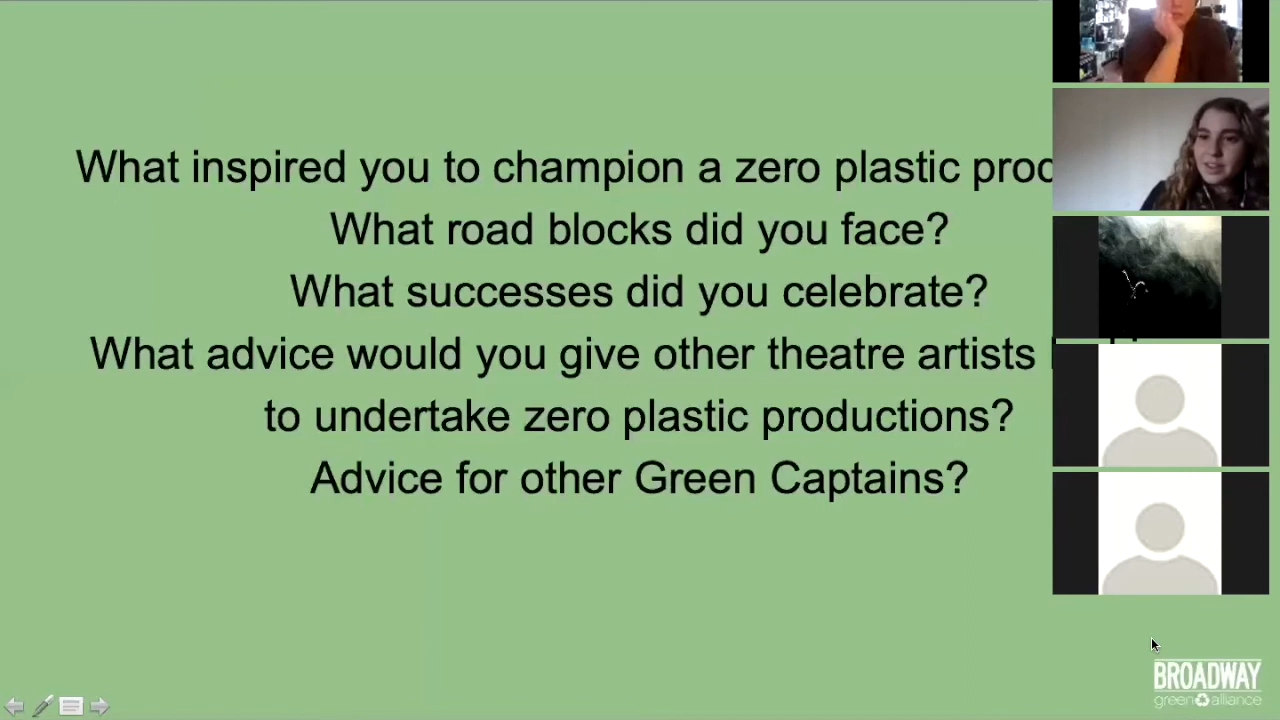 What inspired you to champion a zero plastic
What road blocks did you face?
What successes did you celebrate?
What advice would you give other theatre artists
to undertake zero plastic productions?
Advice for other Green Captains?
BROADWAY
green alliance